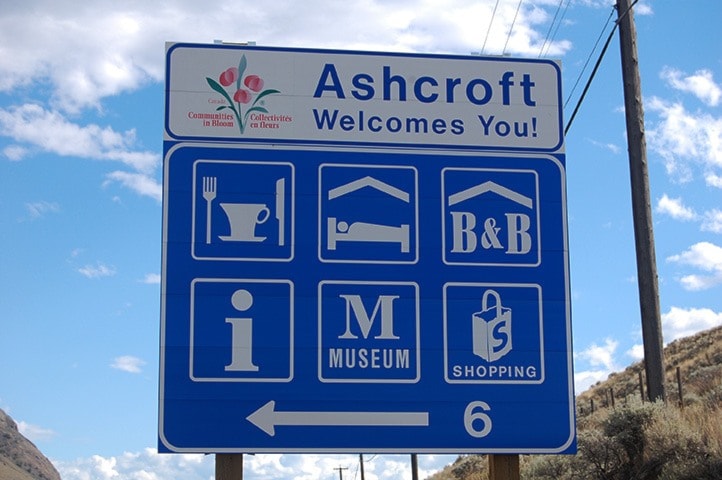 Ashcroft
Welcomes You!
Canada
Communities
in Bloom
Collectivités
en fleurs
B&B
i
M
MUSEUM
S
SHOPPING
6